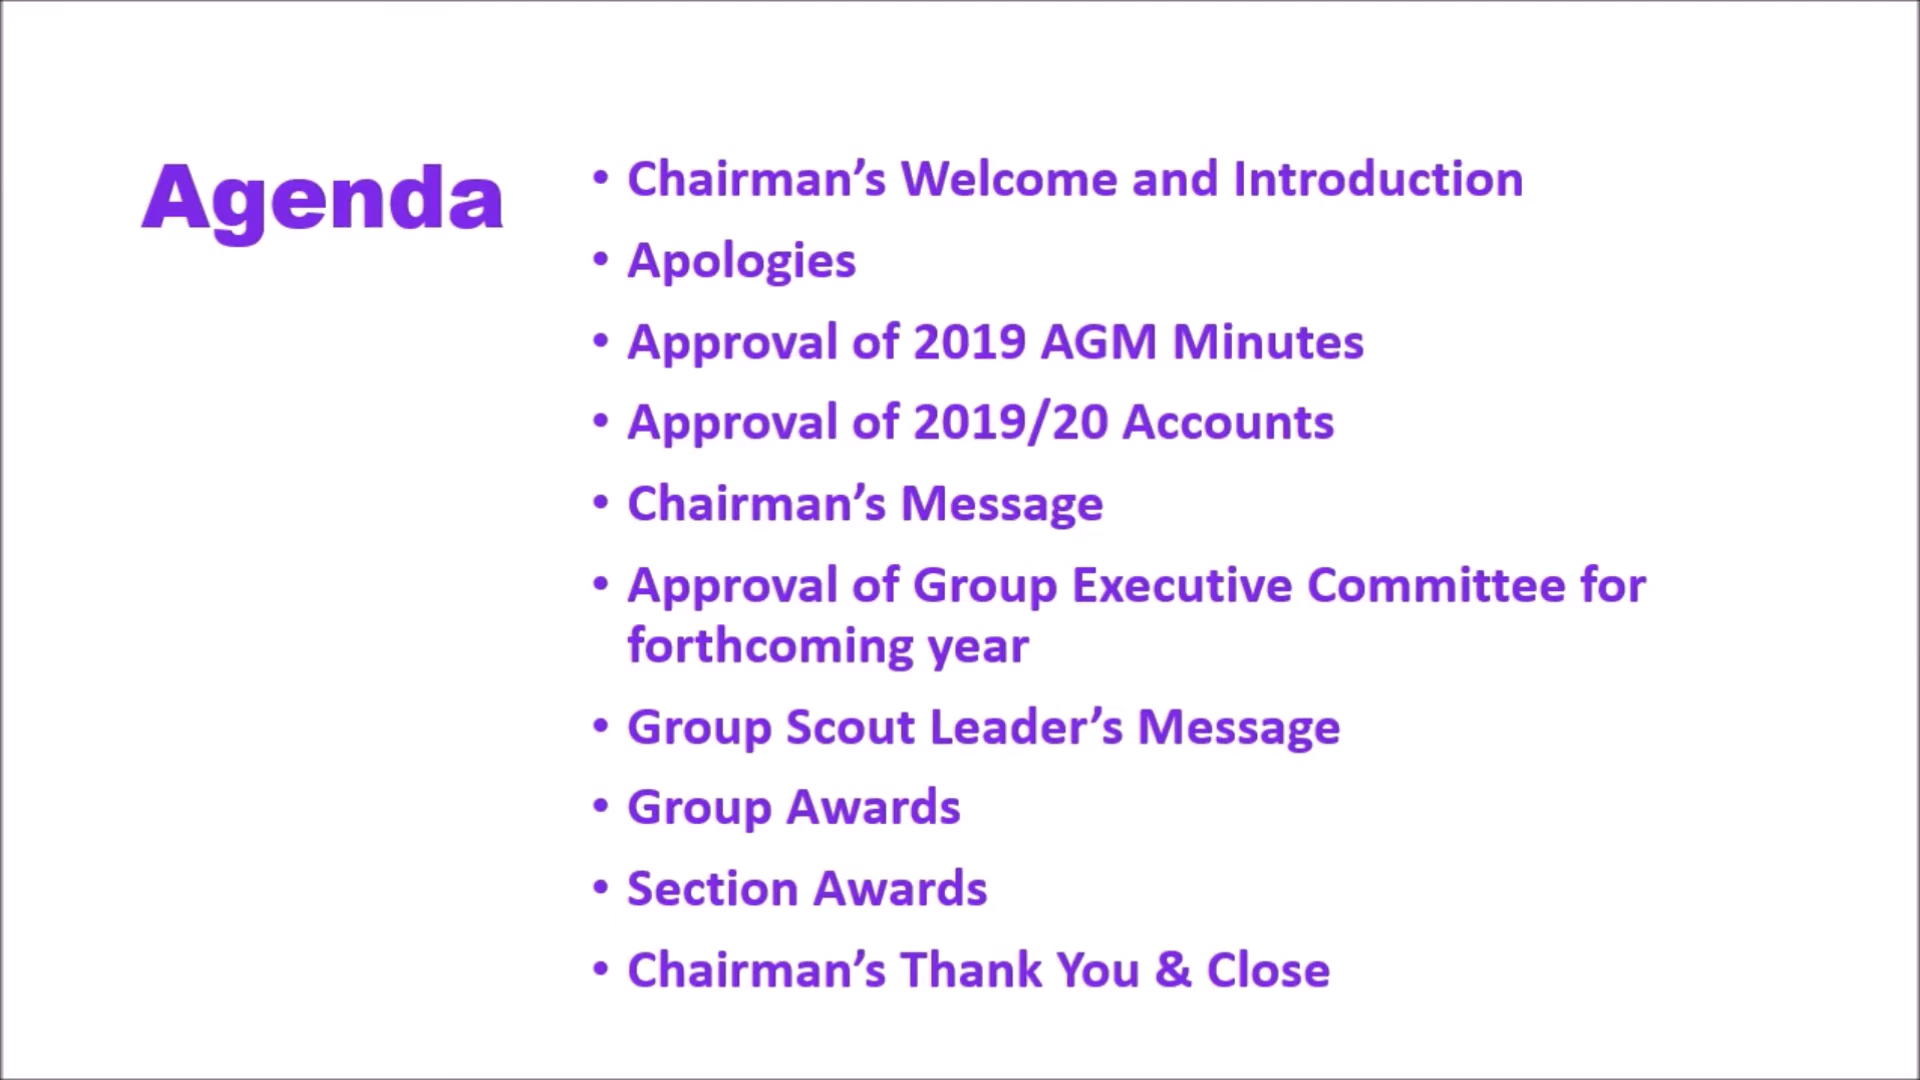 Agenda
• Chairman’s Welcome and Introduction
• Apologies
• Approval of 2019 AGM Minutes
• Approval of 2019/20 Accounts
• Chairman’s Message
• Approval of Group Executive Committee for
forthcoming year
• Group Scout Leader’s Message
• Group Awards
• Section Awards
• Chairman’s Thank You & Close